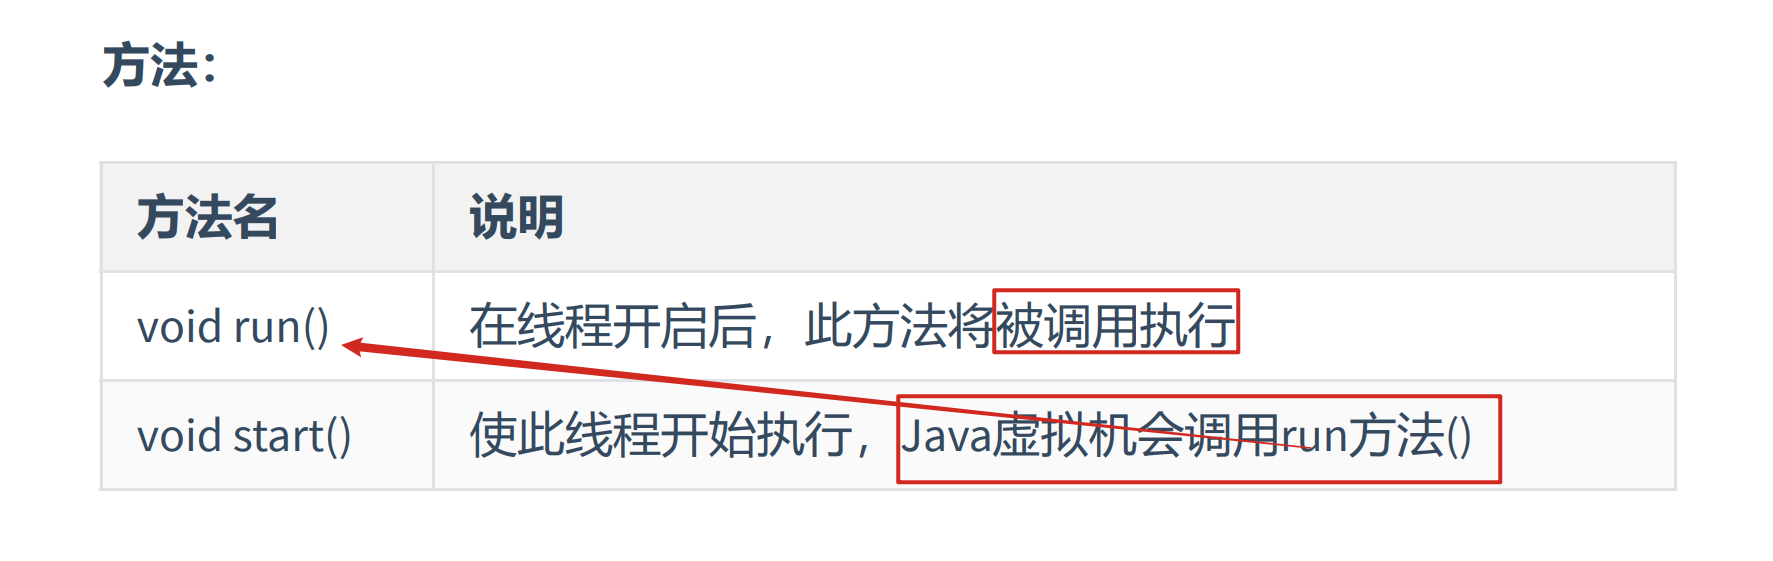 方法：
方法名 说明
void run() 在线程开启后，此方法将被调用执行
void start() 使此线程开始执行，Java虚拟机会调用run方法()